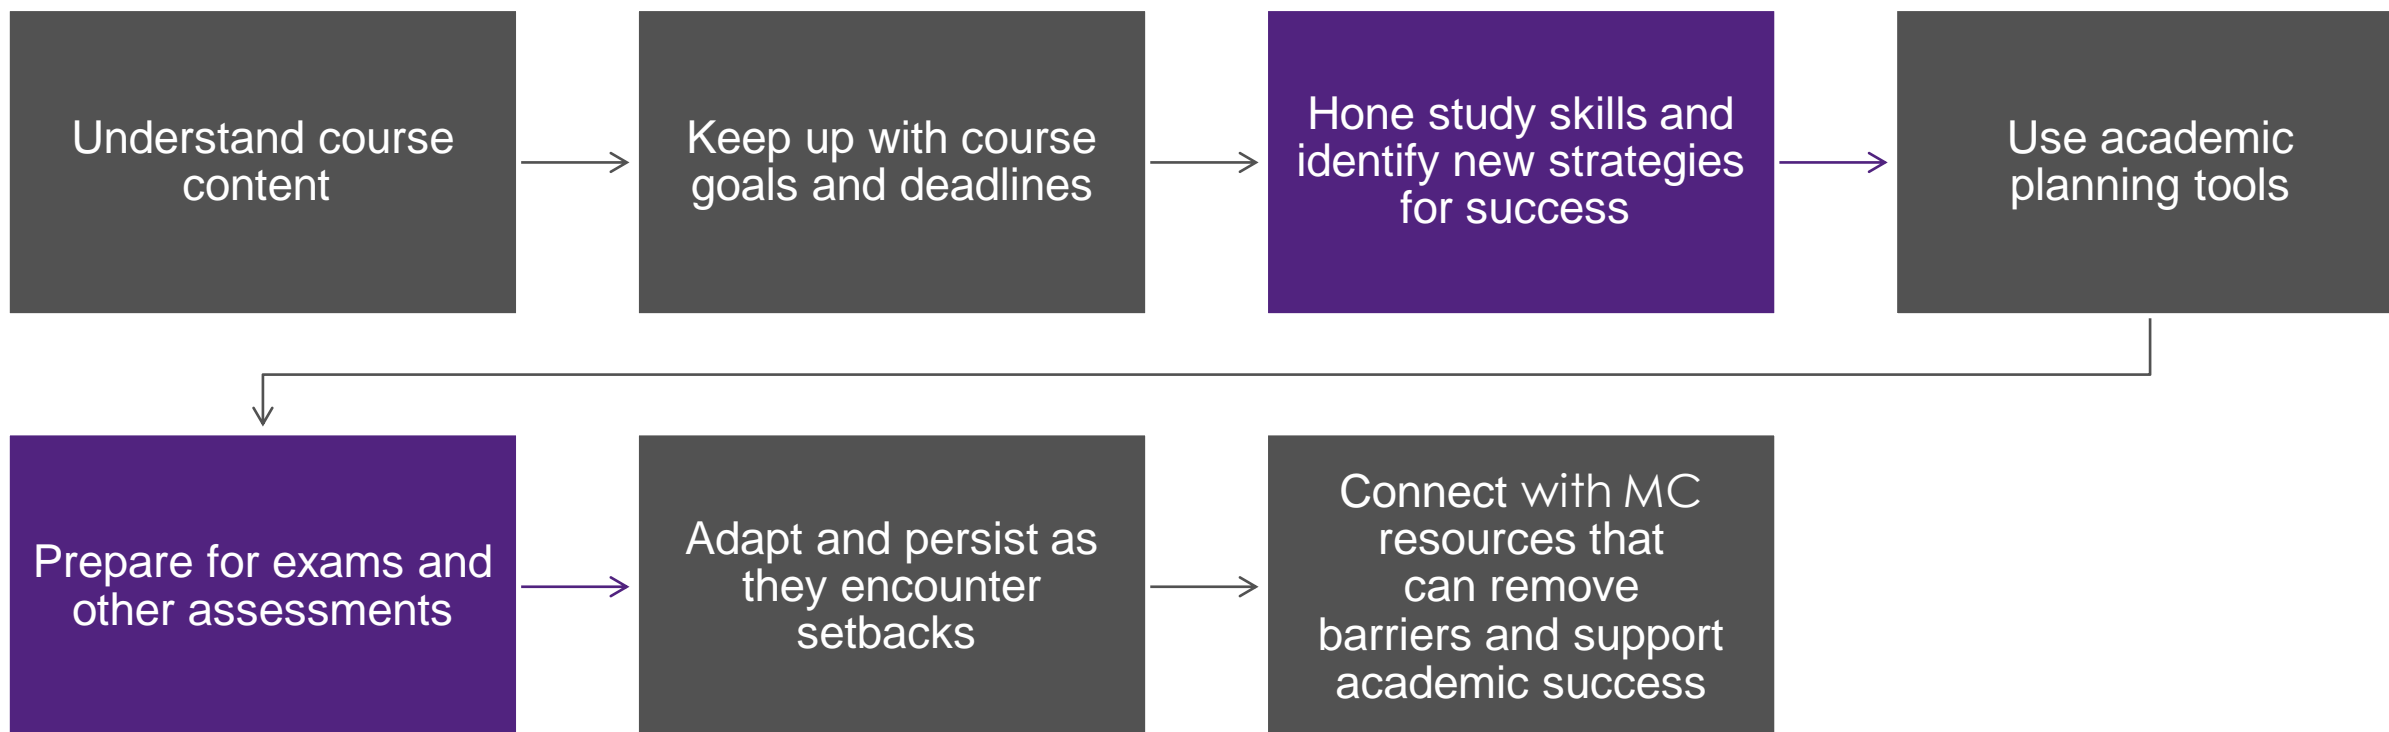 Understand course
content
Keep up with course
goals and deadlines
Hone study skills and
identify new strategies
for success
Use academic
planning tools
Prepare for exams and
other assessments
Adapt and persist as
they encounter
setbacks
Connect with MC
resources that
can remove
barriers and support
academic success